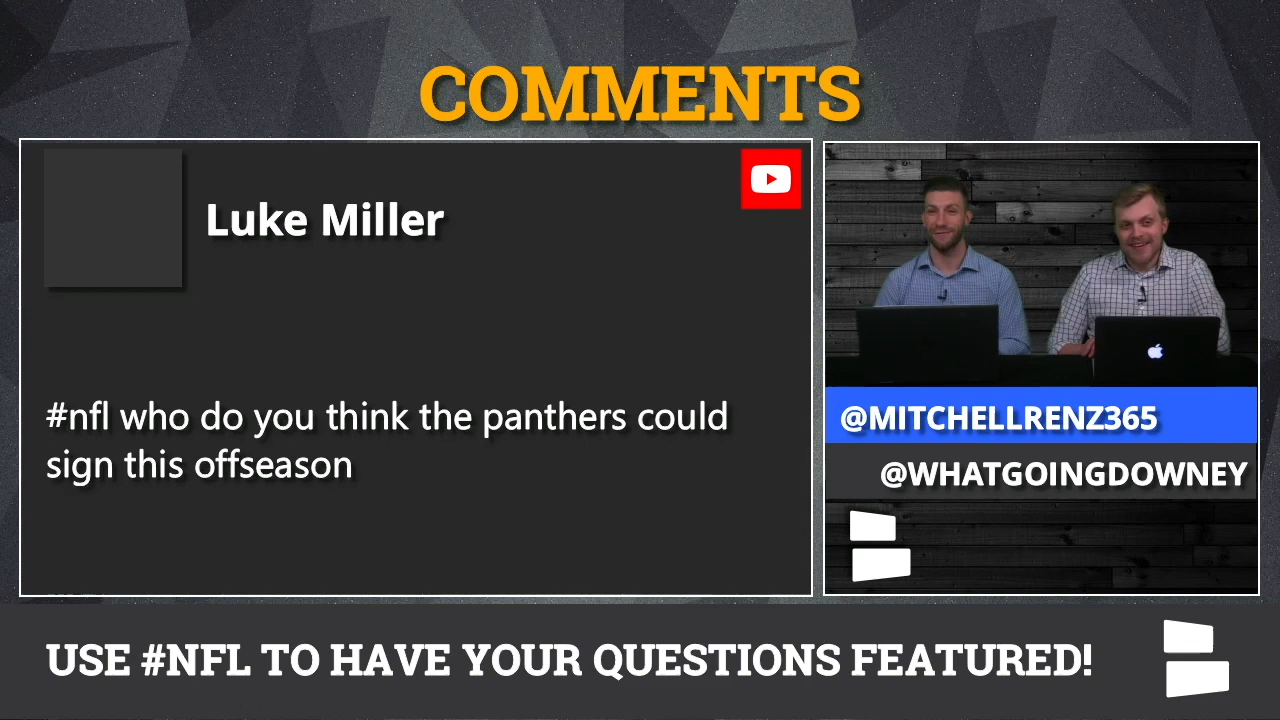 COMMENTS
Luke Miller
#nfl who do you think the panthers could
sign this offseason
@MITCHELLRENZ365
@WHATGOINGDOWNEY
USE #NFL TO HAVE YOUR QUESTIONS FEATURED!